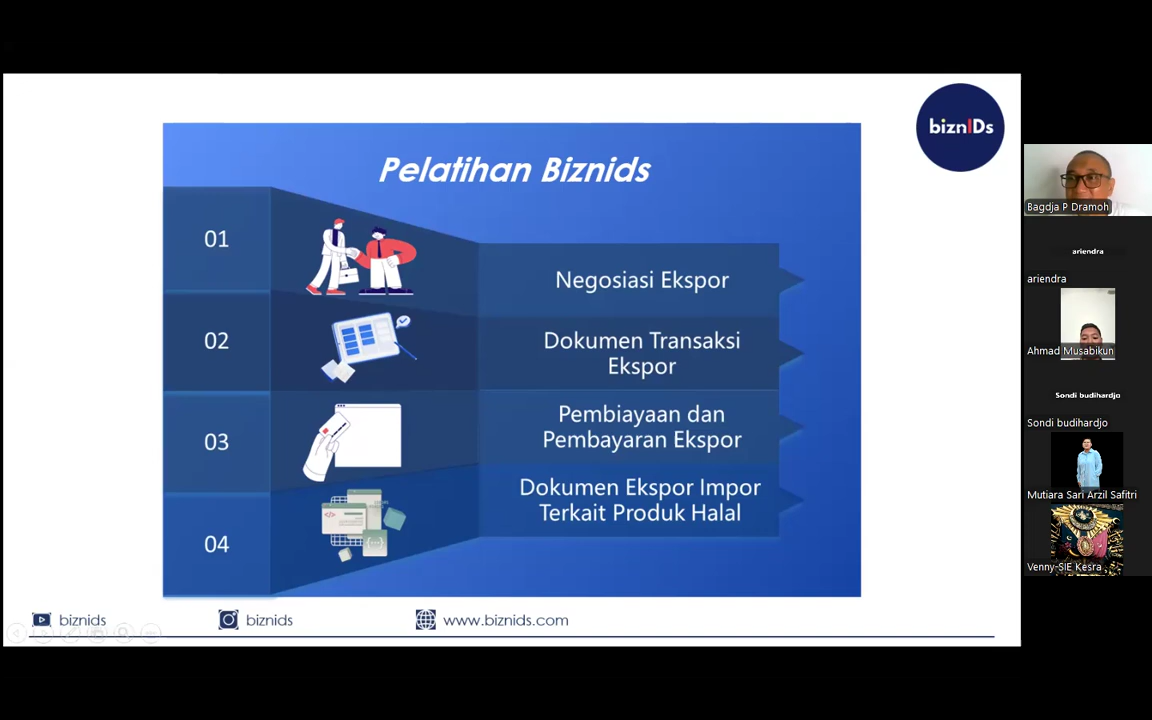 biznIDs
Pelatihan Biznids
01
Negosiasi Ekspor
02
Dokumen Transaksi
Ekspor
03
Pembiayaan dan
Pembayaran Ekspor
04
Dokumen Ekspor Impor
Terkait Produk Halal
biznids
biznids
www.biznids.com
Bagdja P Dramoh
ariendra
ariendra
Ahmad Musabikun
Sondi budihardjo
Sondi budihardjo
Mutiara Sari Arzil Safitri
Venny-SIE Kesra